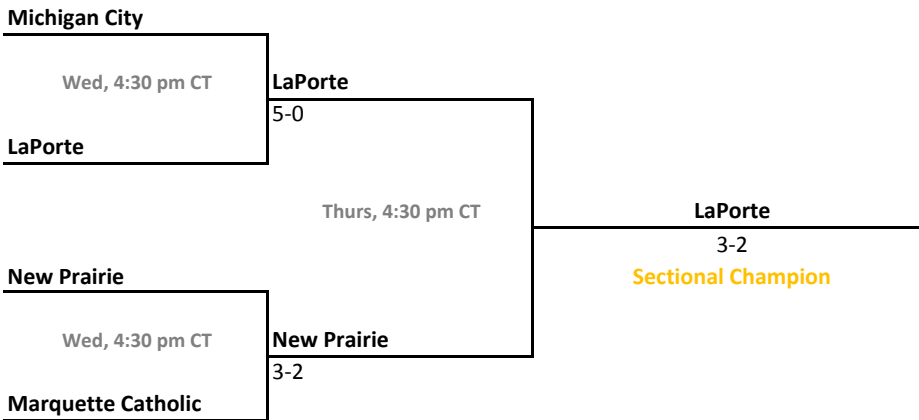 Michigan City
Wed, 4:30 pm CT
LaPorte
5-0
LaPorte
Thurs, 4:30 pm CT
LaPorte
3-2
Sectional Champion
New Prairie
Wed, 4:30 pm CT
New Prairie
3-2
Marquette Catholic